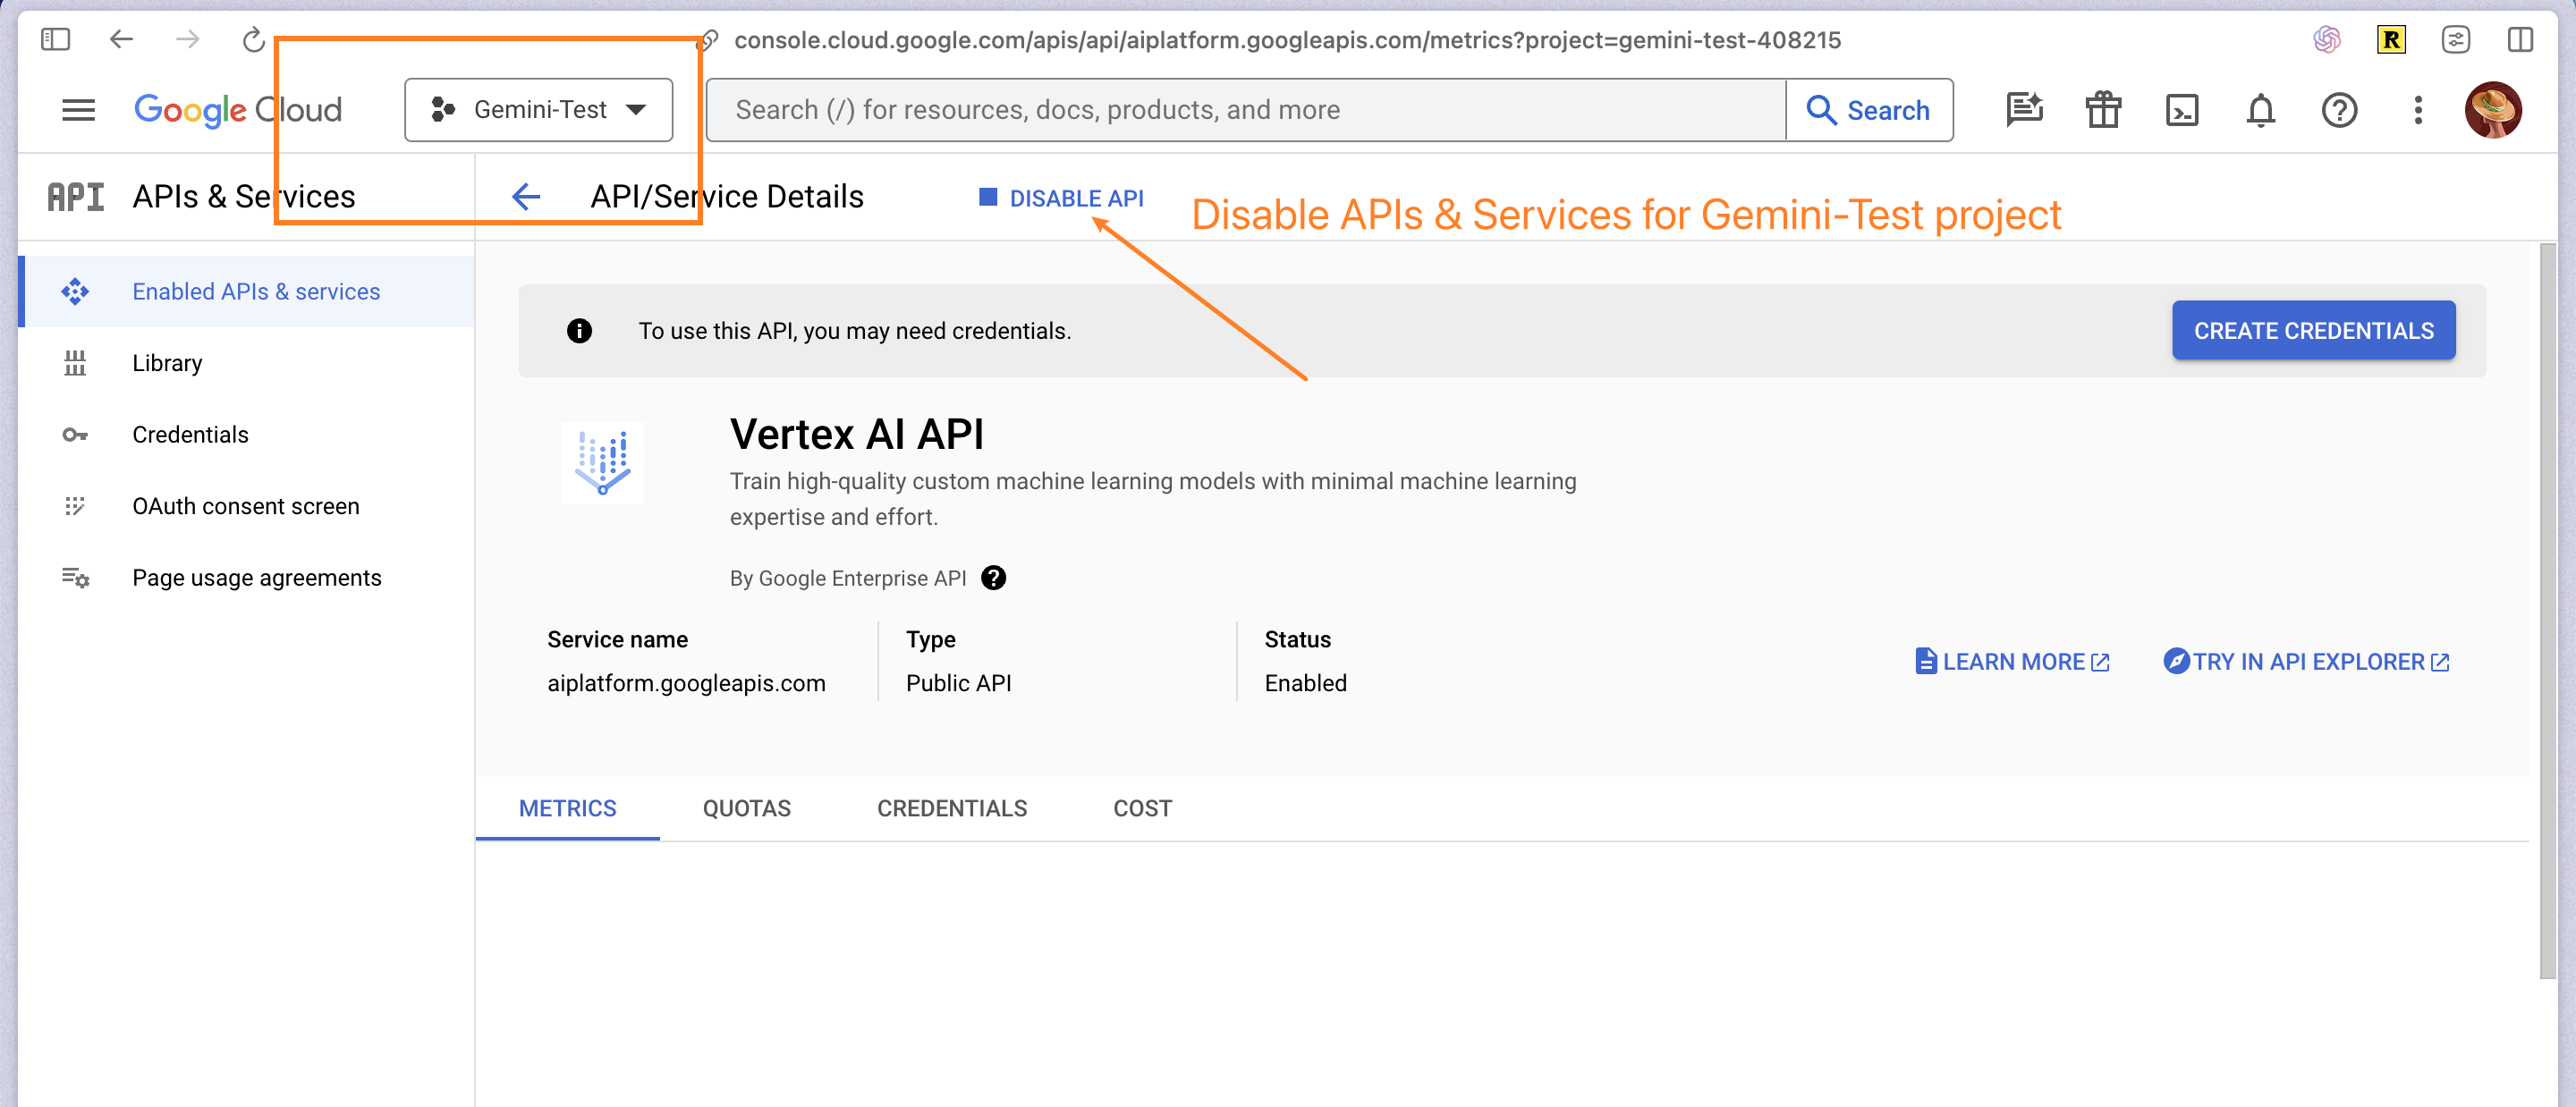 console.cloud.google.com/apis/api/aiplatform.googleapis.com/metrics?project=gemini-test-408215
R
Google Cloud
Gemini-Test
Search (/) for resources, docs, products, and more
Search
API
APIs & Services
API/Service Details
DISABLE API
Disable APIs & Services for Gemini-Test project
Enabled APIs & services
Library
Credentials
OAuth consent screen
Page usage agreements
To use this API, you may need credentials.
CREATE CREDENTIALS
Vertex AI API
Train high-quality custom machine learning models with minimal machine learning
expertise and effort.
By Google Enterprise API
Service name
aiplatform.googleapis.com
Type
Public API
Status
Enabled
LEARN MORE
TRY IN API EXPLORER
METRICS
QUOTAS
CREDENTIALS
COST